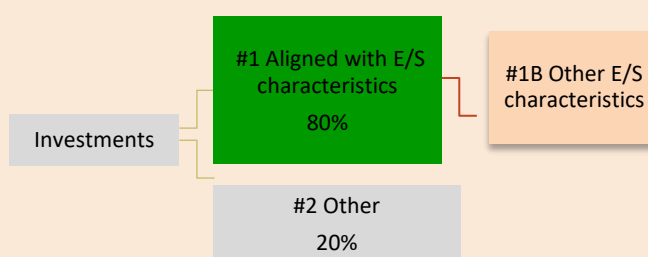 #1 Aligned with E/S
characteristics
80%
#1B Other E/S
characteristics
Investments
#2 Other
20%